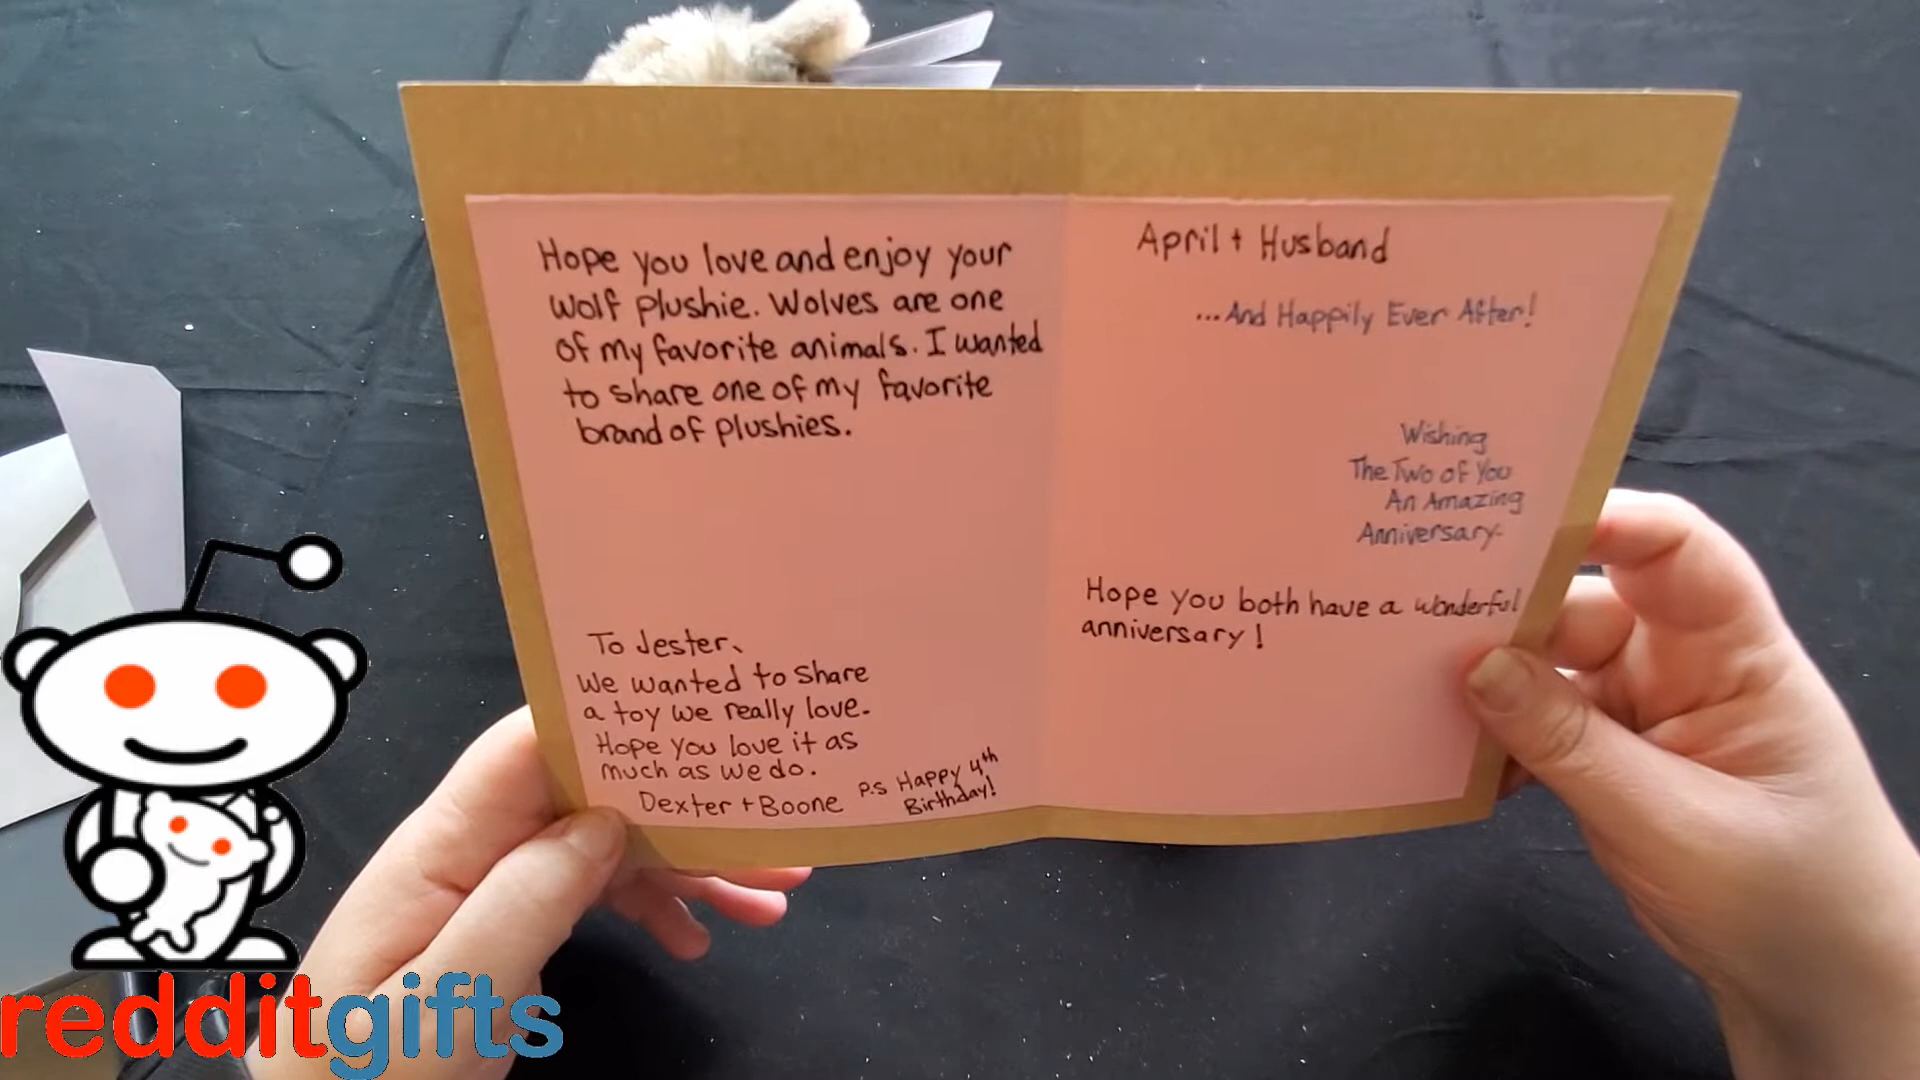 Hope you love and enjoy your
wolf plushie. Wolves are one
of my favorite animals. I wanted
to share one of my favorite
brand of plushies.
To Jester,
We wanted to share
a toy we really love.
Hope you love it as
much as we do.
Dexter + Boone
P.S Happy 4th
Birthday!
April + Husband
...And Happily Ever After!
Wishing
The Two of You
An Amazing
Anniversary.
Hope you both have a wonderful
anniversary!
redditgifts